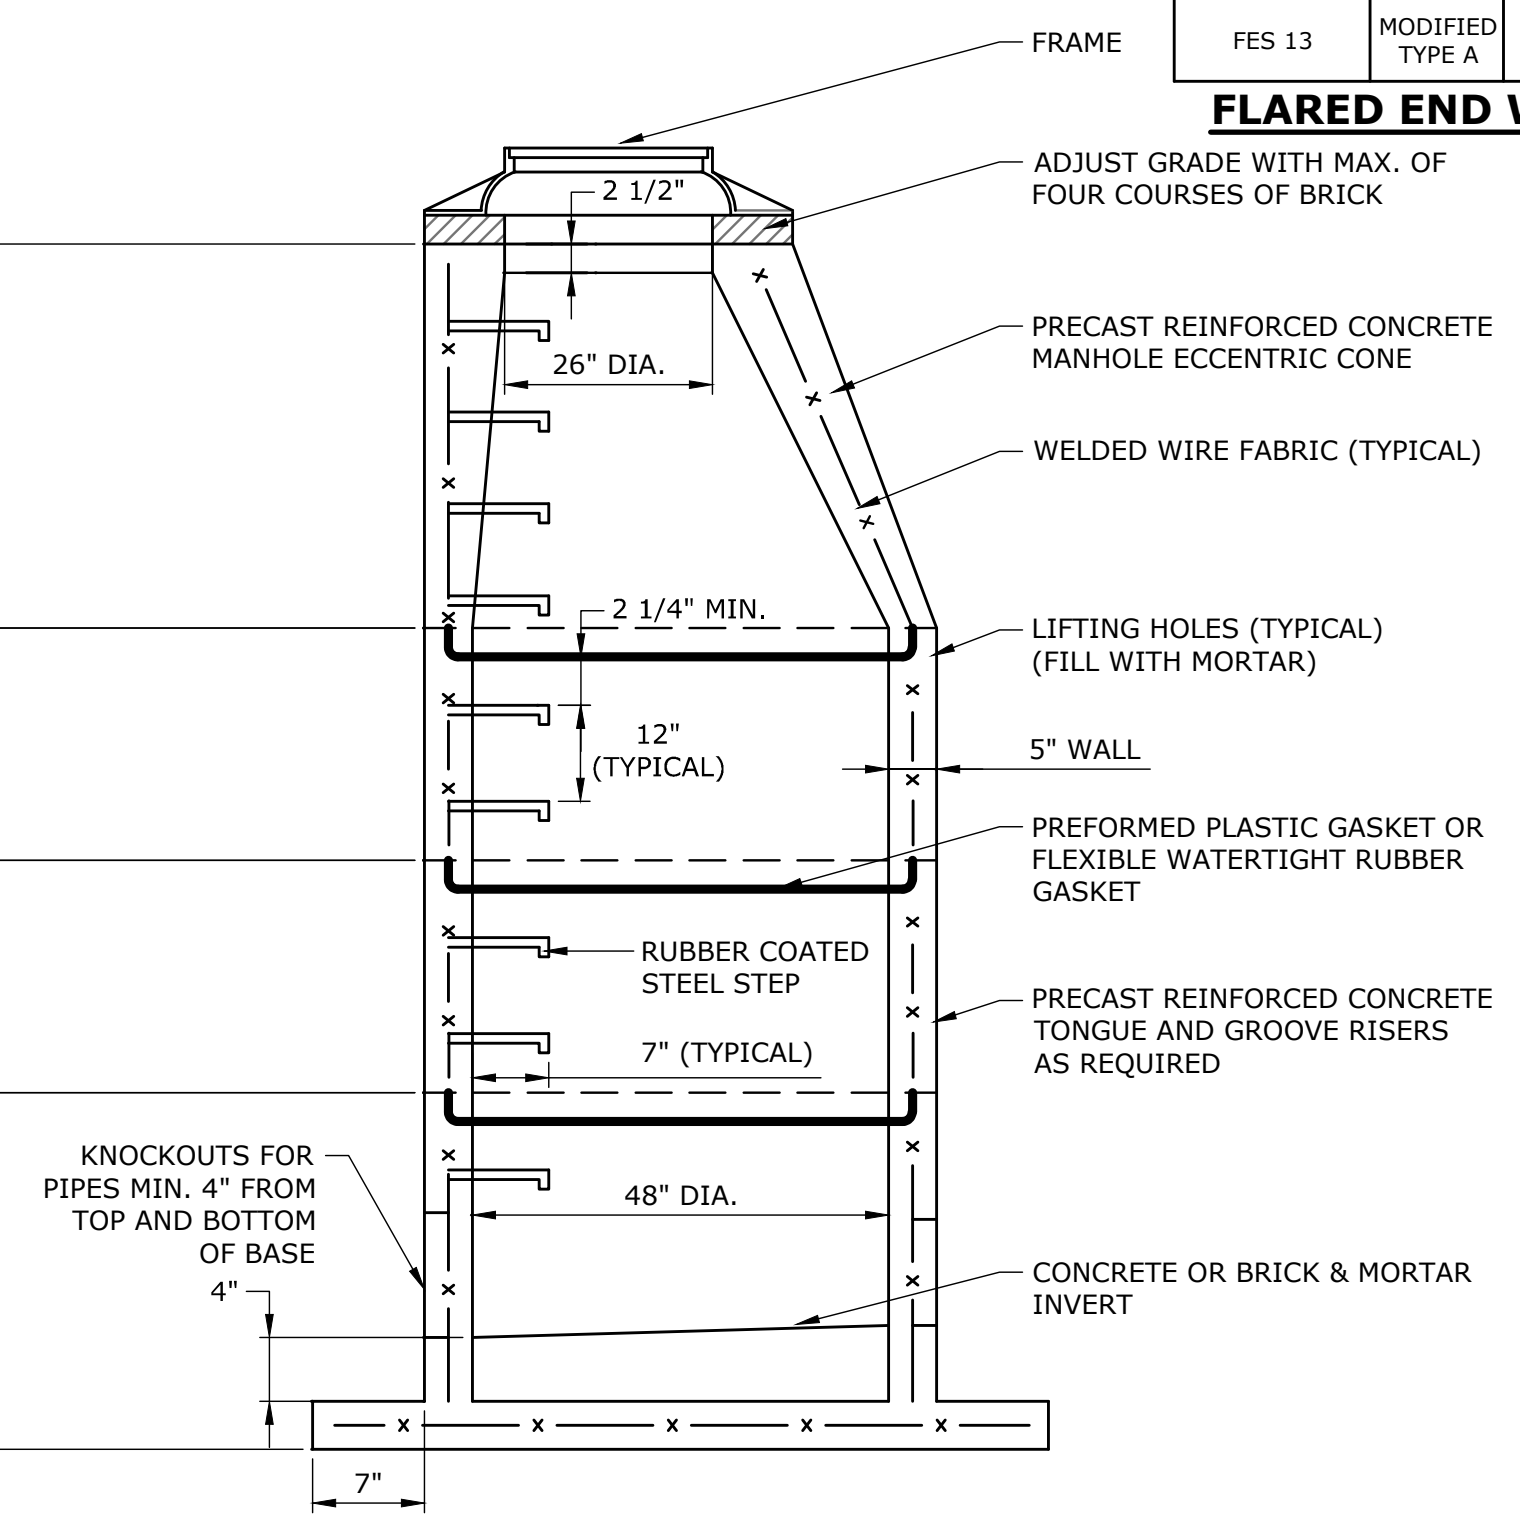 FRAME
FES 13
MODIFIED
TYPE A
FLARED END
ADJUST GRADE WITH MAX. OF
FOUR COURSES OF BRICK
2 1/2"
26" DIA.
PRECAST REINFORCED CONCRETE
MANHOLE ECCENTRIC CONE
WELDED WIRE FABRIC (TYPICAL)
2 1/4" MIN.
LIFTING HOLES (TYPICAL)
(FILL WITH MORTAR)
12"
(TYPICAL)
5" WALL
PREFORMED PLASTIC GASKET OR
FLEXIBLE WATERTIGHT RUBBER
GASKET
RUBBER COATED
STEEL STEP
PRECAST REINFORCED CONCRETE
TONGUE AND GROOVE RISERS
AS REQUIRED
7" (TYPICAL)
KNOCKOUTS FOR
PIPES MIN. 4" FROM
TOP AND BOTTOM
OF BASE
48" DIA.
4"
CONCRETE OR BRICK & MORTAR
INVERT
7"